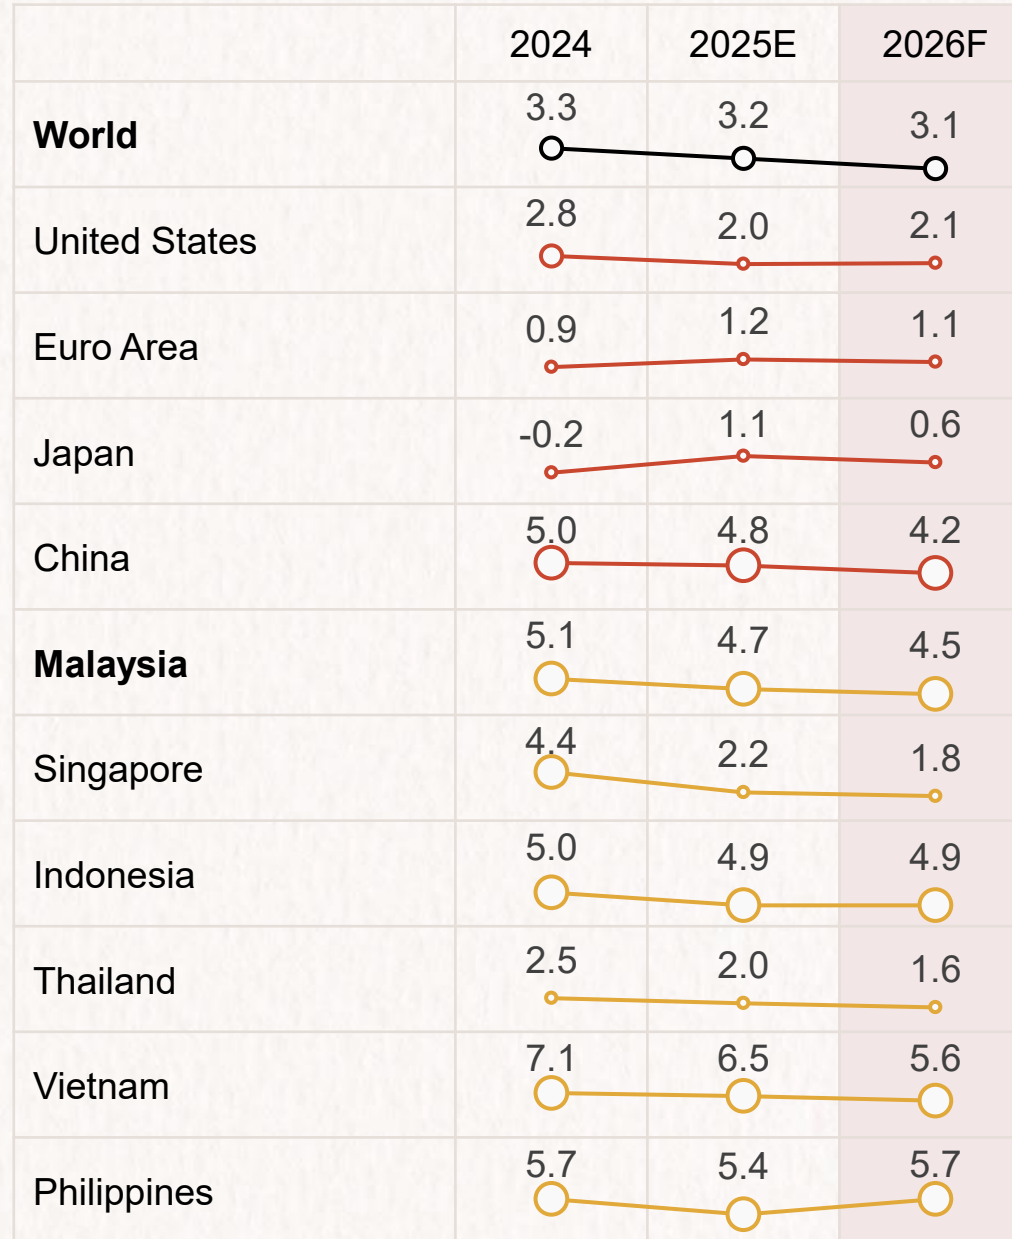 2024 2025E 2026F
World 3.3 3.2 3.1
United States 2.8 2.0 2.1
Euro Area 0.9 1.2 1.1
Japan -0.2 1.1 0.6
China 5.0 4.8 4.2
Malaysia 5.1 4.7 4.5
Singapore 4.4 2.2 1.8
Indonesia 5.0 4.9 4.9
Thailand 2.5 2.0 1.6
Vietnam 7.1 6.5 5.6
Philippines 5.7 5.4 5.7